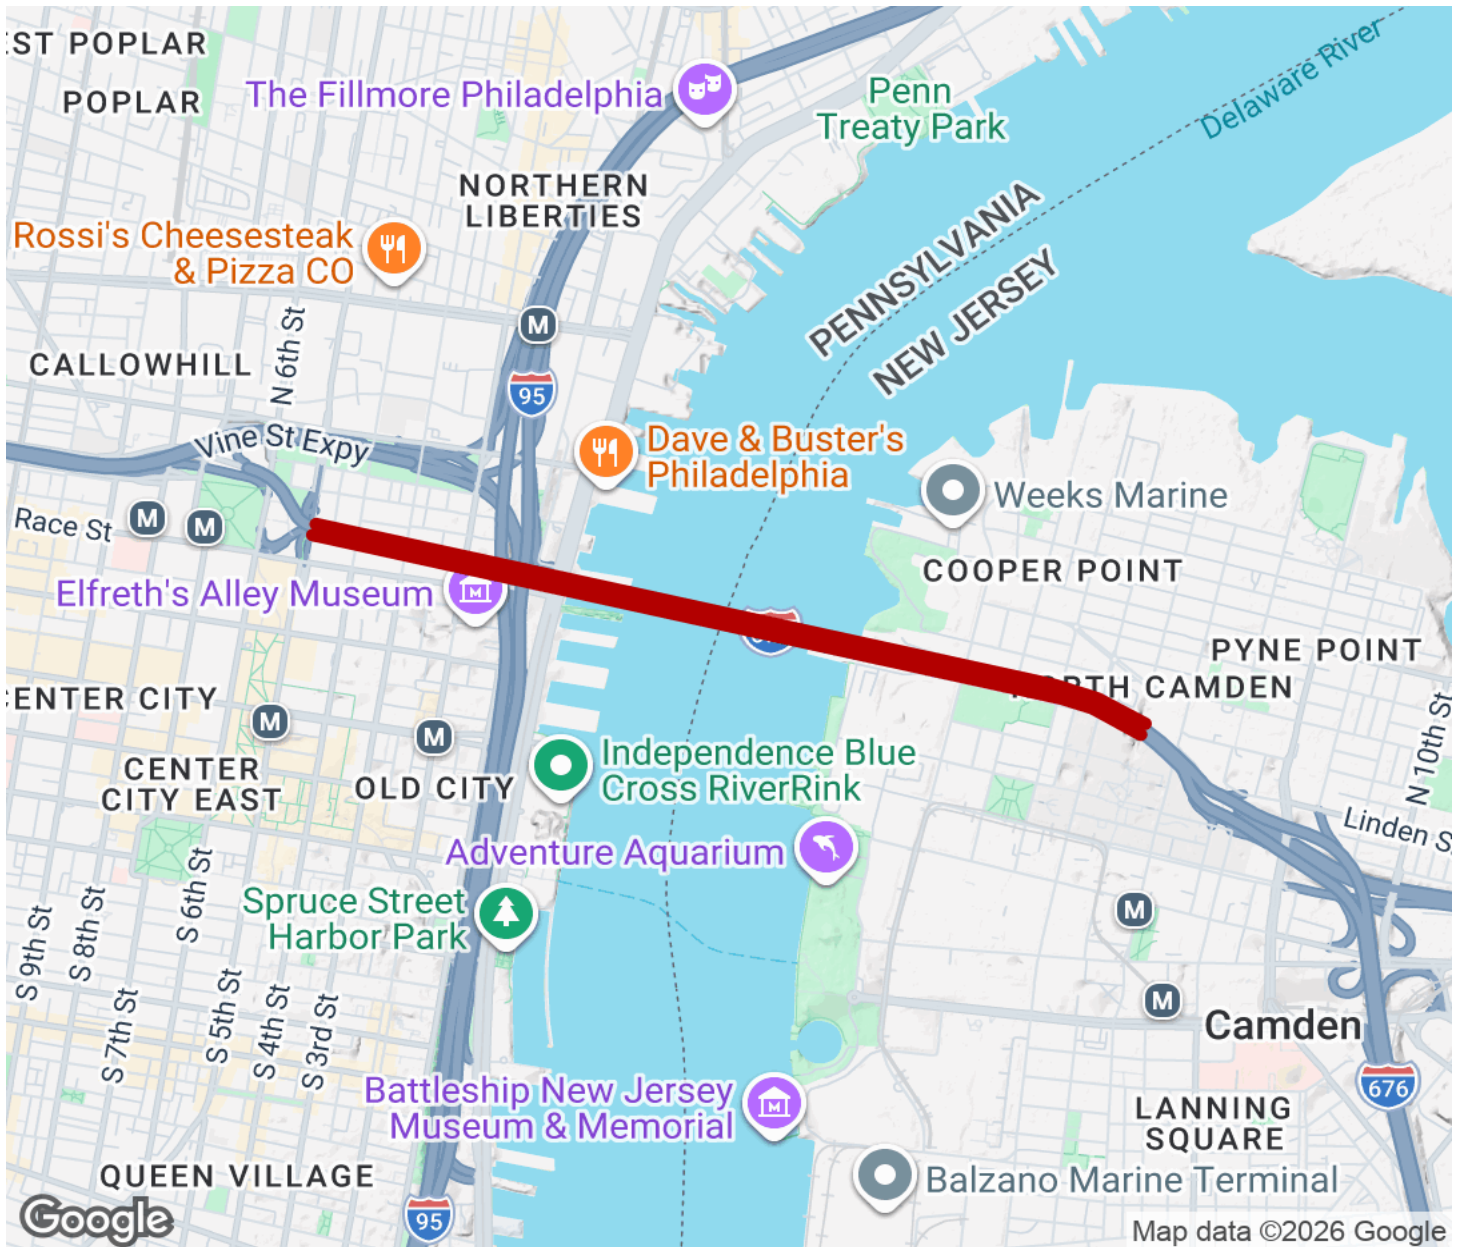 EST POPLAR
POPLAR
The Fillmore Philadelphia
Penn
Treaty Park
Delaware River
NORTHERN
LIBERTIES
PENNSYLVANIA
NEW JERSEY
Rossi's Cheesesteak
& Pizza CO
M
N 6th St
CALLOWHILL
95
Vine St Expy
Dave & Buster's
Philadelphia
Weeks Marine
Race St
M
M
COOPER POINT
Elfreth's Alley Museum
M
PYNE POINT
NORTH CAMDEN
CENTER CITY
M
M
N 10th St
CENTER
CITY EAST
OLD CITY
Independence Blue
Cross RiverRink
Linden S
Adventure Aquarium
S 6th St
Spruce Street
Harbor Park
M
S 9th St
S 8th St
S 7th St
S 5th St
S 4th St
S 3rd St
M
Camden
676
Battleship New Jersey
Museum & Memorial
M
LANNING
SQUARE
QUEEN VILLAGE
Balzano Marine Terminal
95
Google
Map data ©2026 Google